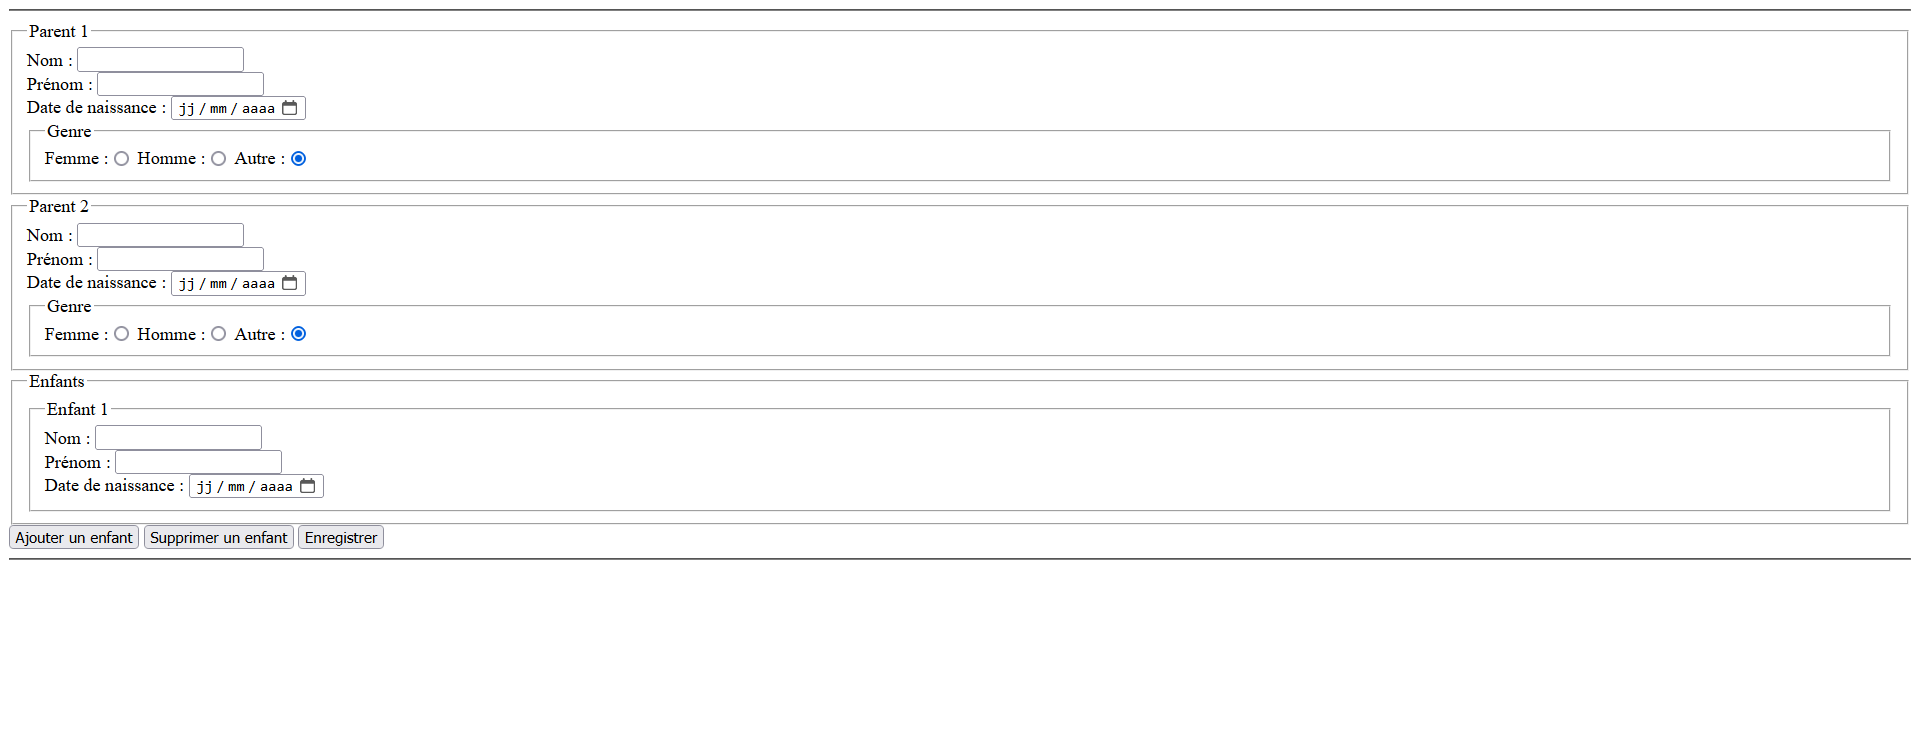 Parent 1
Nom :
Prénom :
Date de naissance : jj / mm / aaaa
Genre
Femme : Homme : Autre :
Parent 2
Nom :
Prénom :
Date de naissance : jj / mm / aaaa
Genre
Femme : Homme : Autre :
Enfants
Enfant 1
Nom :
Prénom :
Date de naissance : jj / mm / aaaa
Ajouter un enfant Supprimer un enfant Enregistrer